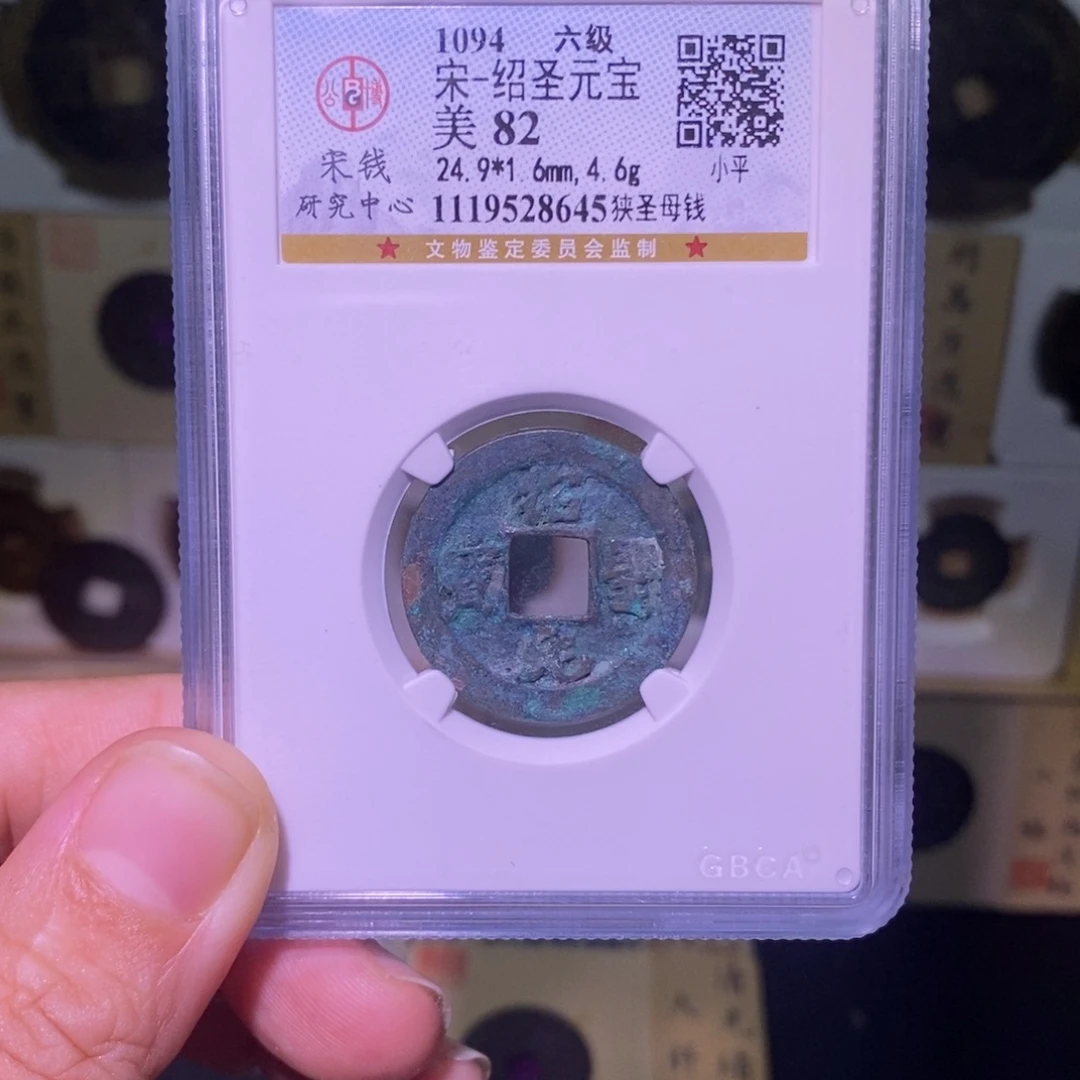 1094 六级
宋-绍圣元宝
美 82
宋钱 24.9*1.6mm,4.6g 小平
研究中心 1119528645狭圣母钱
★ 文物鉴定委员会监制 ★
紹
寶 聖
元
GBCA